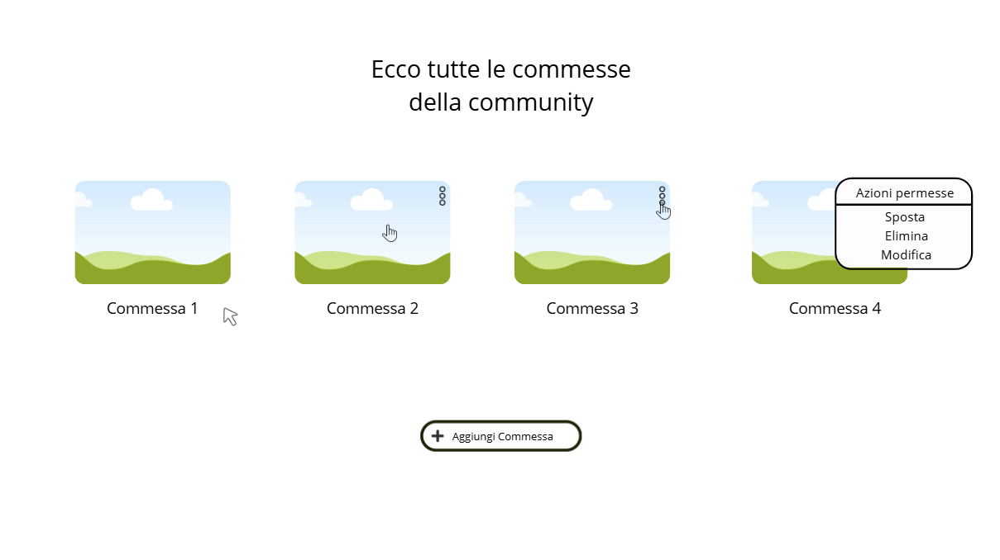 Ecco tutte le commesse
della community
Azioni permesse
Sposta
Elimina
Modifica
Commessa 1
Commessa 2
Commessa 3
Commessa 4
Aggiungi Commessa